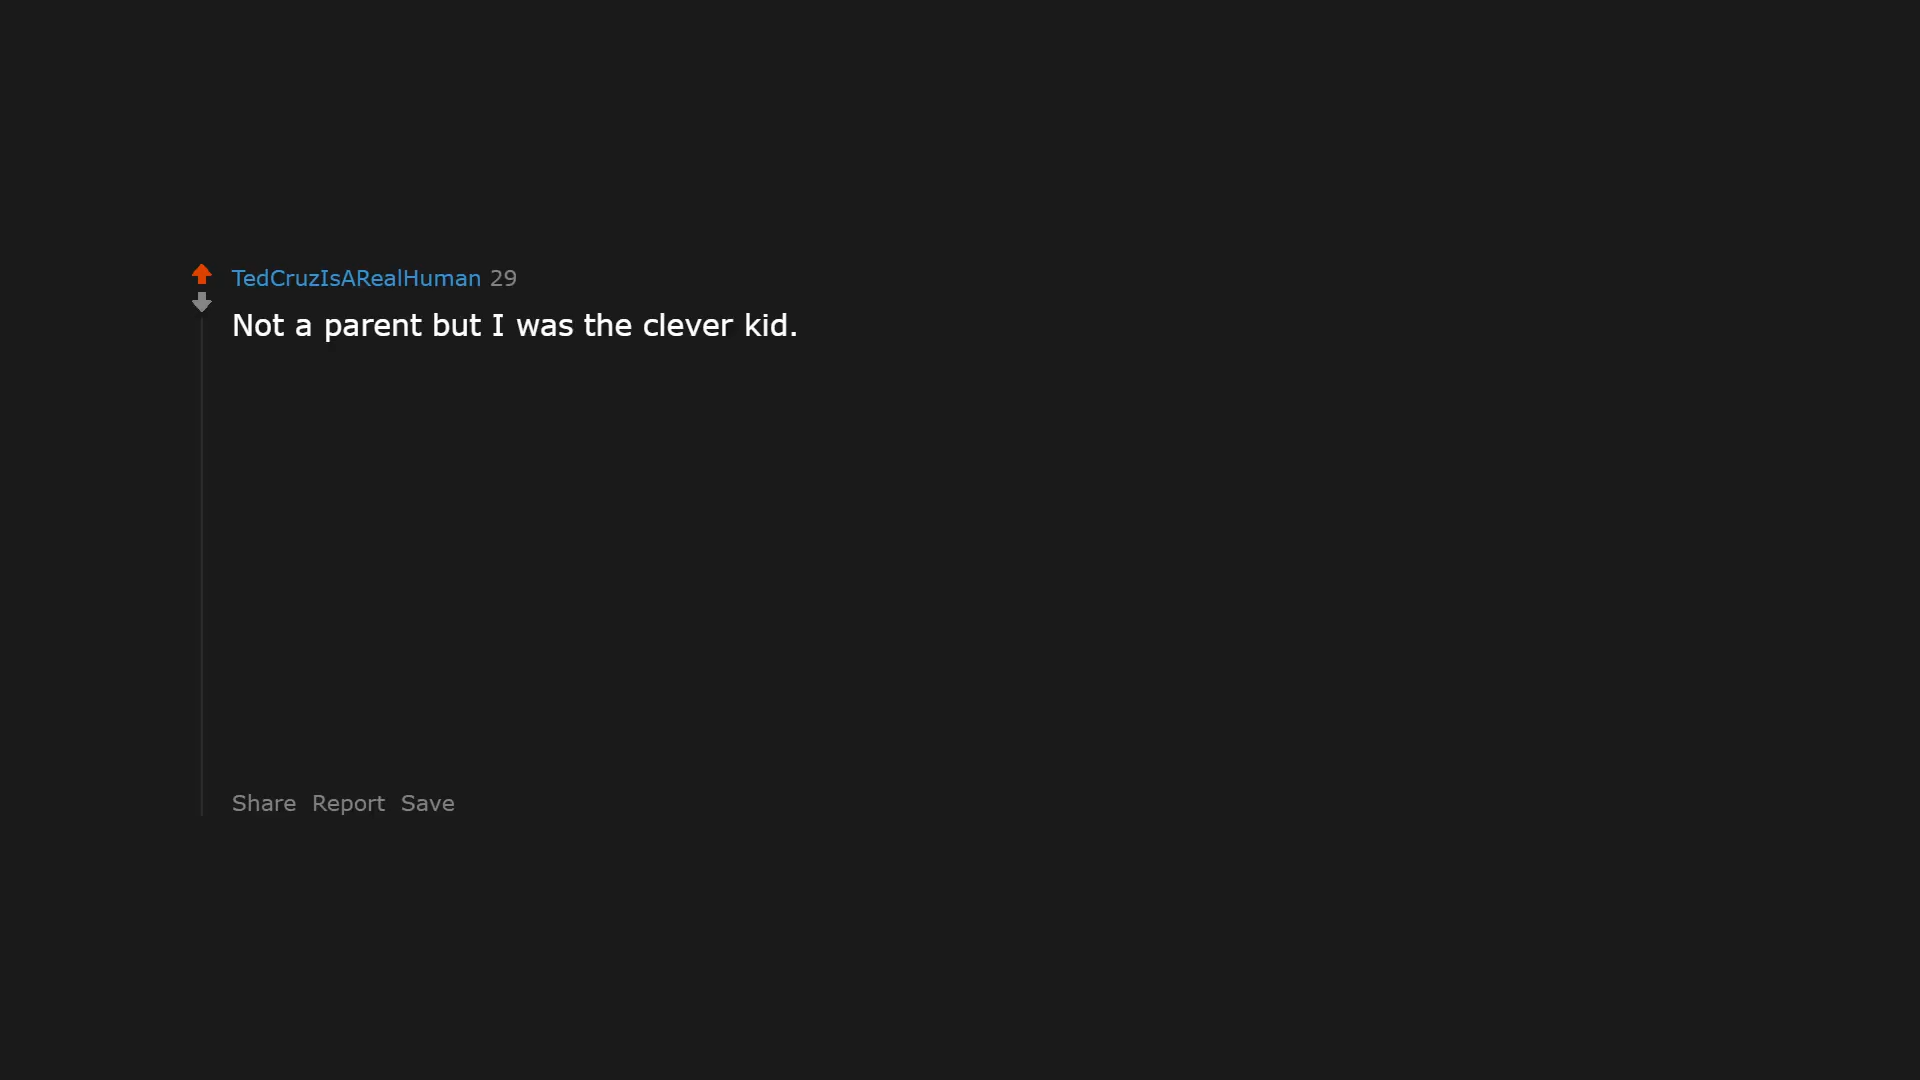 TedCruzIsARealHuman 29
Not a parent but I was the clever kid.
Share Report Save